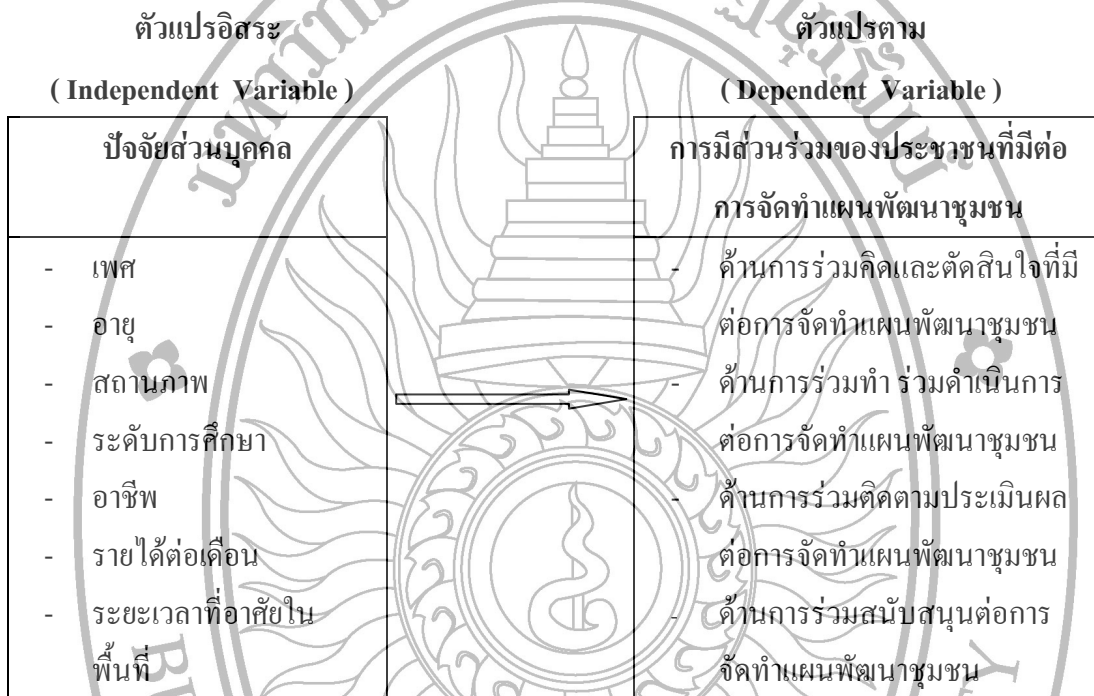 ตัวแปรอิสระ
( Independent Variable )
ปัจจัยส่วนบุคคล
- เพศ
- อายุ
- สถานภาพ
- ระดับการศึกษา
- อาชีพ
- รายได้ต่อเดือน
- ระยะเวลาที่อาศัยใน
พื้นที่
ตัวแปรตาม
( Dependent Variable )
การมีส่วนร่วมของประชาชนที่มีต่อ
การจัดทำแผนพัฒนาชุมชน
- ด้านการร่วมคิดและตัดสินใจที่มี
ต่อการจัดทำแผนพัฒนาชุมชน
- ด้านการร่วมทำ ร่วมดำเนินการ
ต่อการจัดทำแผนพัฒนาชุมชน
- ด้านการร่วมติดตามประเมินผล
ต่อการจัดทำแผนพัฒนาชุมชน
- ด้านการร่วมสนับสนุนต่อการ
จัดทำแผนพัฒนาชุมชน